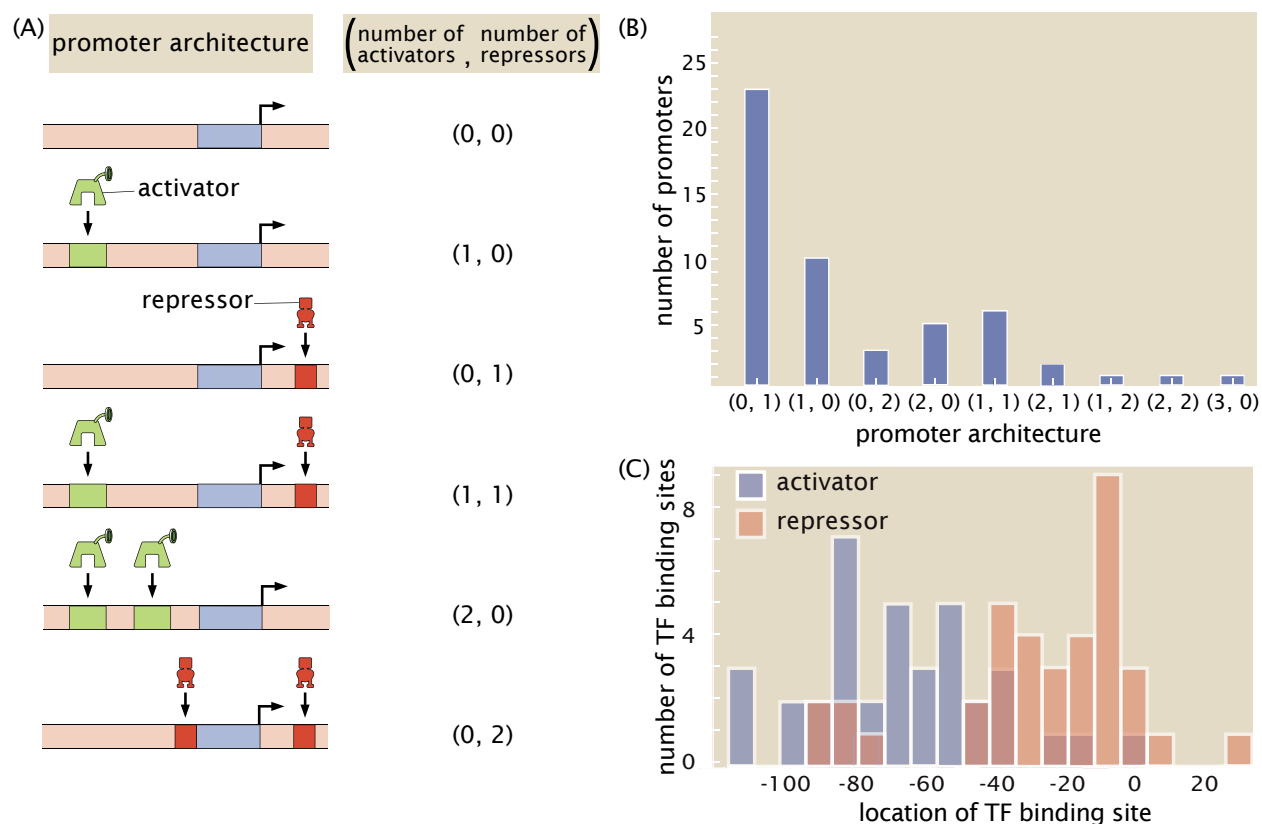 (A)
promoter architecture
(number of activators, number of repressors)
(0, 0)
activator
(1, 0)
repressor
(0, 1)
(1, 1)
(2, 0)
(0, 2)
(B)
number of promoters
25
20
15
10
5
(0, 1) (1, 0) (0, 2) (2, 0) (1, 1) (2, 1) (1, 2) (2, 2) (3, 0)
promoter architecture
(C)
activator
repressor
number of TF binding sites
8
4
0
-100 -80 -60 -40 -20 0 20
location of TF binding site